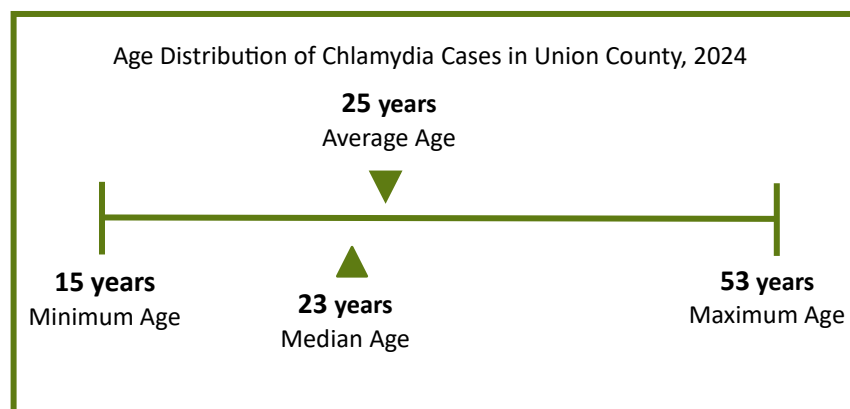 Age Distribution of Chlamydia Cases in Union County, 2024
25 years
Average Age
15 years
Minimum Age
23 years
Median Age
53 years
Maximum Age